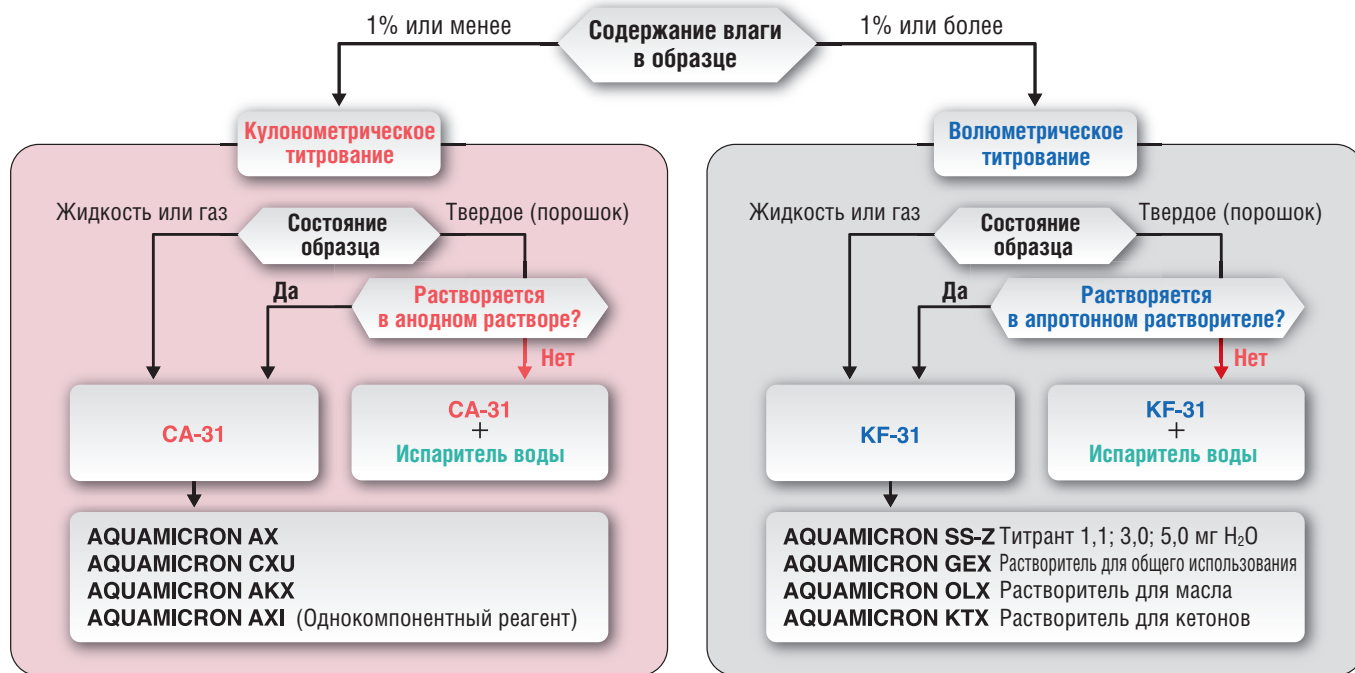 1% или менее
Содержание влаги
в образце
1% или более
Кулонометрическое
титрование
Жидкость или газ
Состояние
образца
Твердое (порошок)
Да
Растворяется
в анодном растворе?
Нет
CA-31
CA-31
+
Испаритель воды
AQUAMICRON AX
AQUAMICRON CXU
AQUAMICRON AKX
AQUAMICRON AXI (Однокомпонентный реагент)
Волюметрическое
титрование
Жидкость или газ
Состояние
образца
Твердое (порошок)
Да
Растворяется
в апротонном растворителе?
Нет
KF-31
KF-31
+
Испаритель воды
AQUAMICRON SS-Z Титрант 1,1; 3,0; 5,0 мг H₂O
AQUAMICRON GEX Растворитель для общего использования
AQUAMICRON OLX Растворитель для масла
AQUAMICRON KTX Растворитель для кетонов